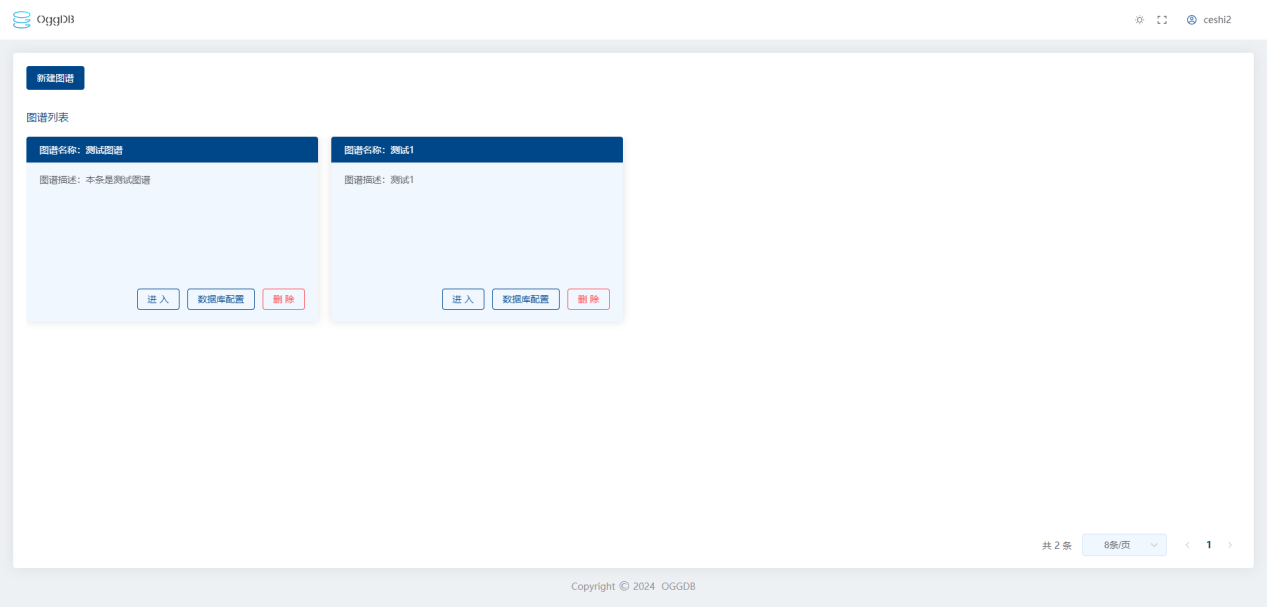 OggDB
ceshi2
新建图谱
图谱列表
图谱名称：测试图谱
图谱描述：本条是测试图谱
进 入 数据库配置 删 除
图谱名称：测试1
图谱描述：测试1
进 入 数据库配置 删 除
共 2 条 8条/页 1
Copyright © 2024 OGGDB